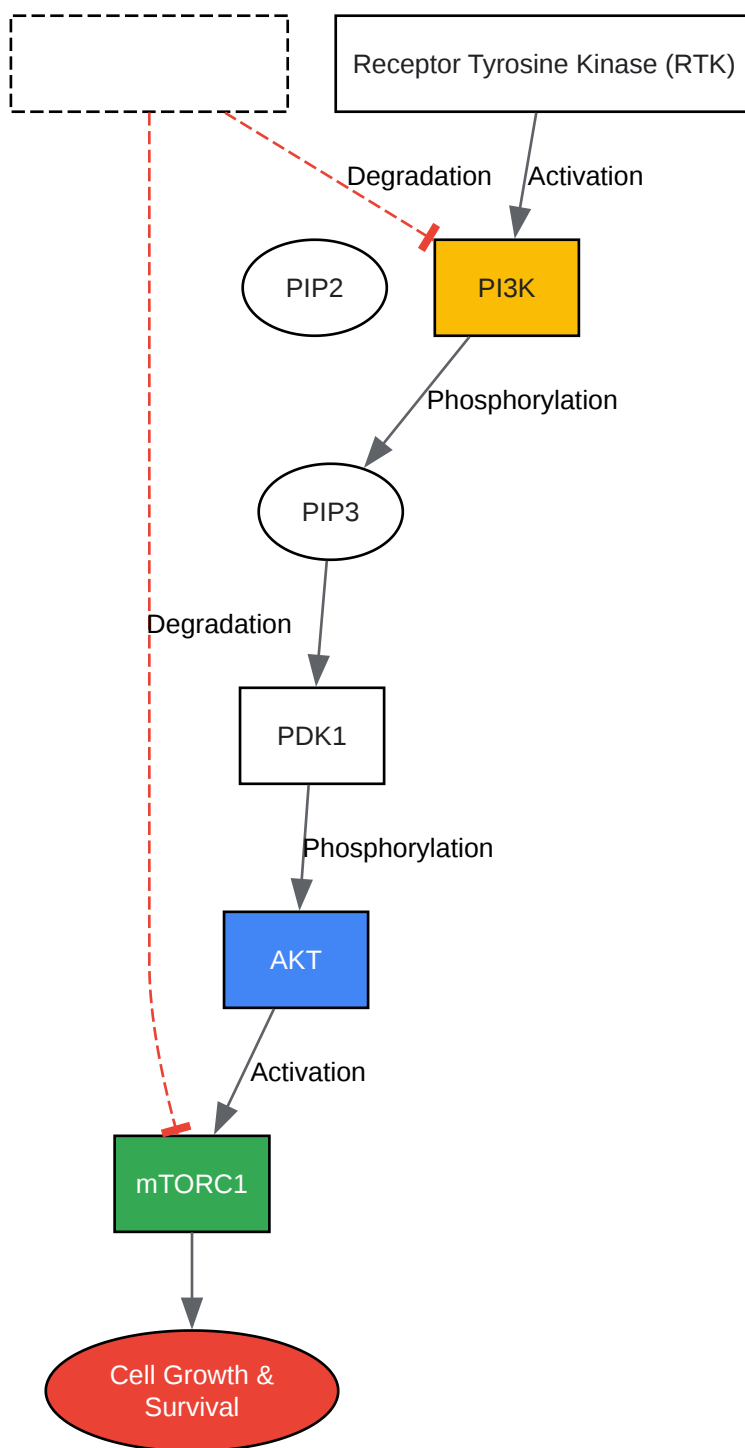 Receptor Tyrosine Kinase (RTK)
Degradation
Activation
PIP2
PI3K
Phosphorylation
PIP3
Degradation
PDK1
Phosphorylation
AKT
Activation
mTORC1
Cell Growth &
Survival